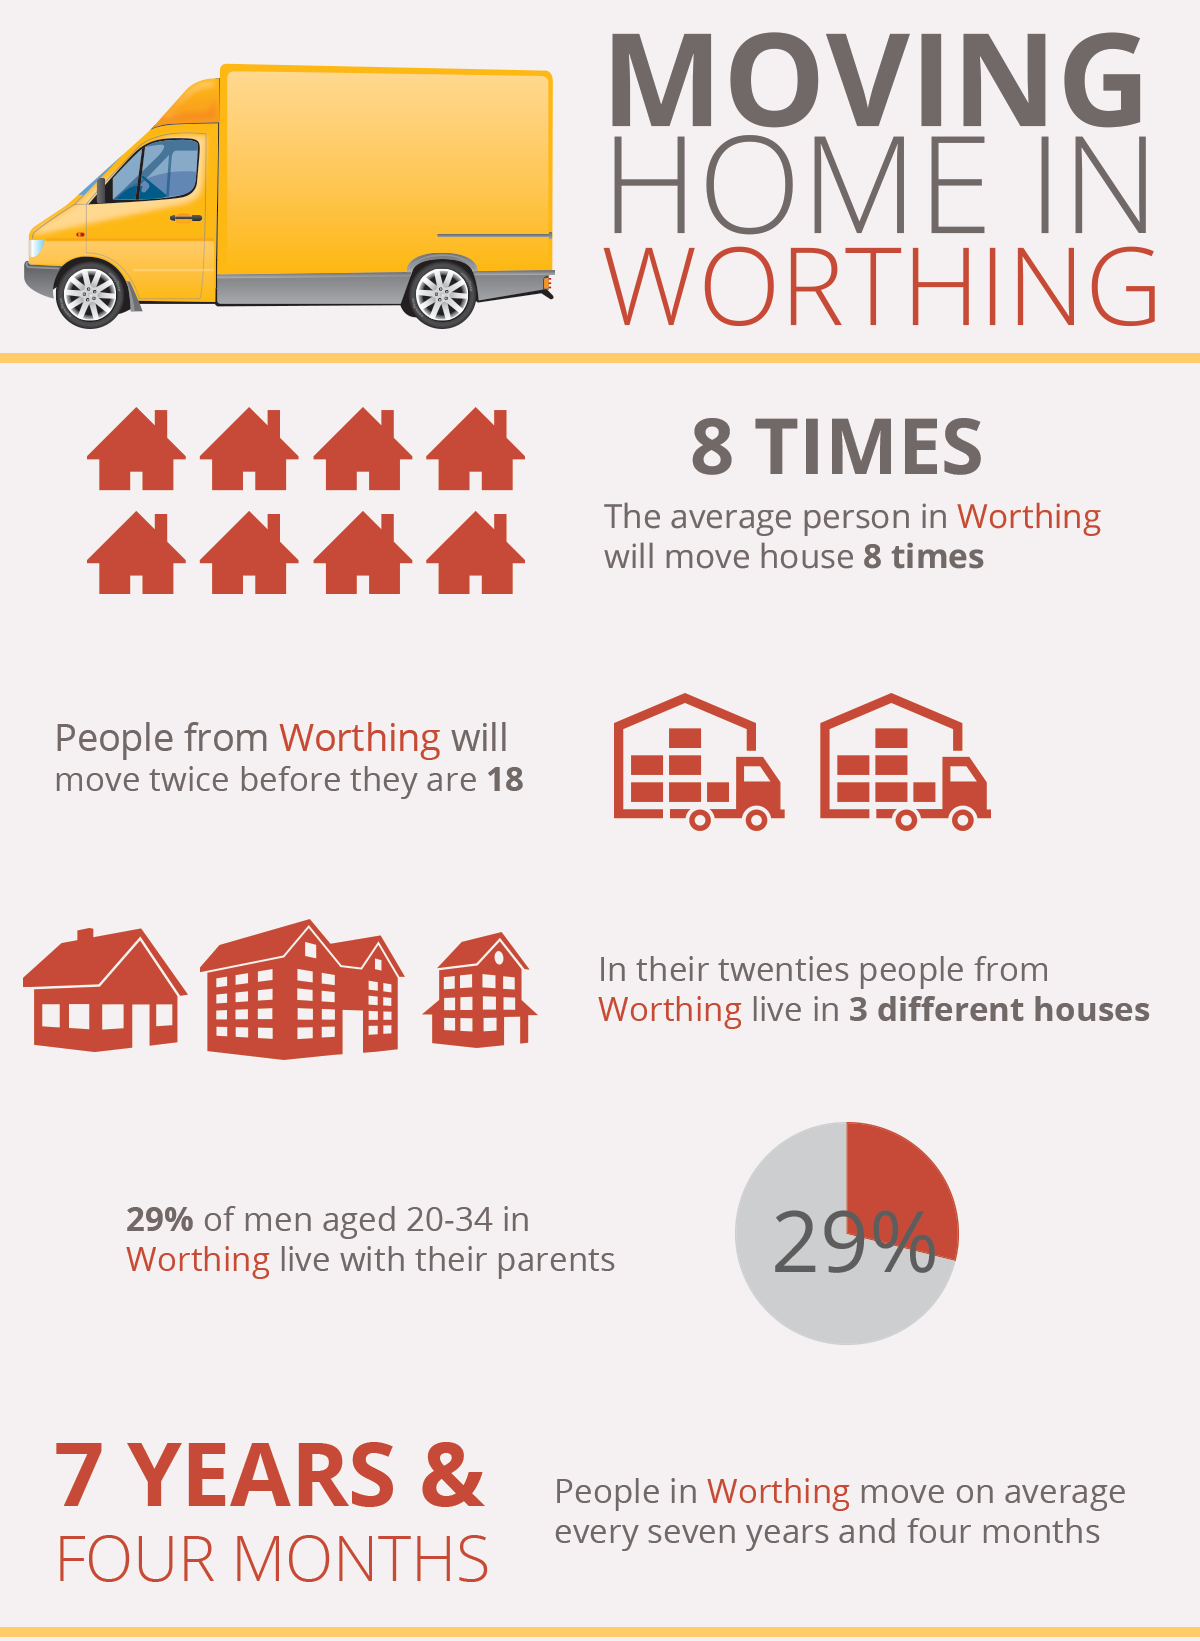 MOVING
HOME IN
WORTHING
8 TIMES
The average person in Worthing
will move house 8 times
People from Worthing will
move twice before they are 18
In their twenties people from
Worthing live in 3 different houses
29% of men aged 20-34 in
Worthing live with their parents
29%
7 YEARS &
FOUR MONTHS
People in Worthing move on average
every seven years and four months